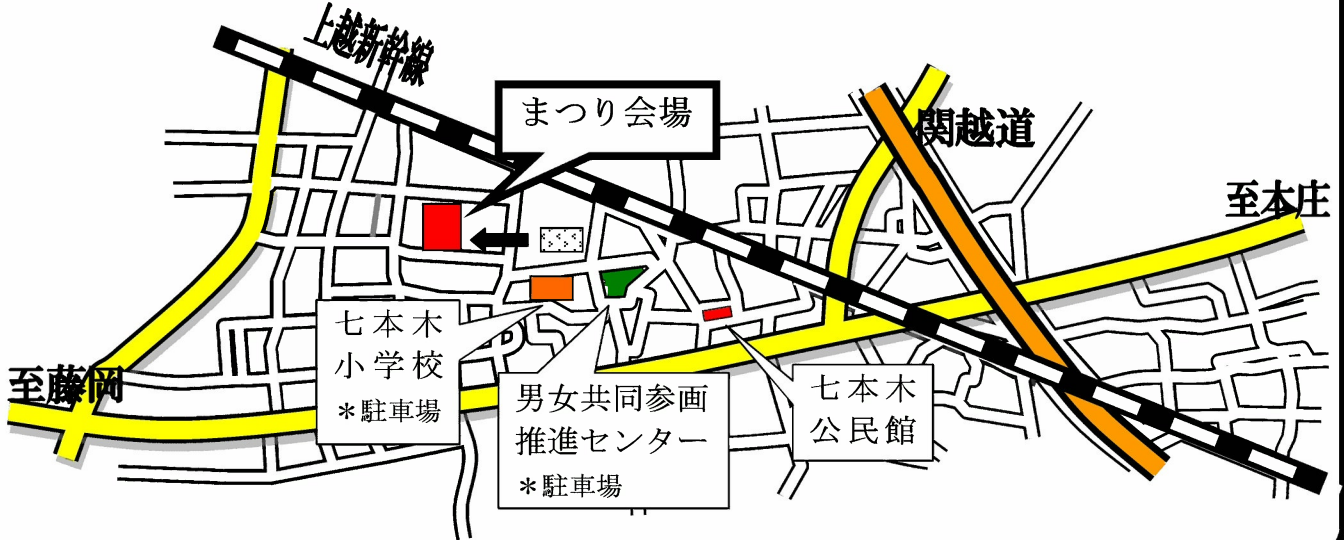 上越新幹線
まつり会場
関越道
至本庄
七本木
小学校
＊駐車場
至藤岡
男女共同参画
推進センター
＊駐車場
七本木
公民館
P